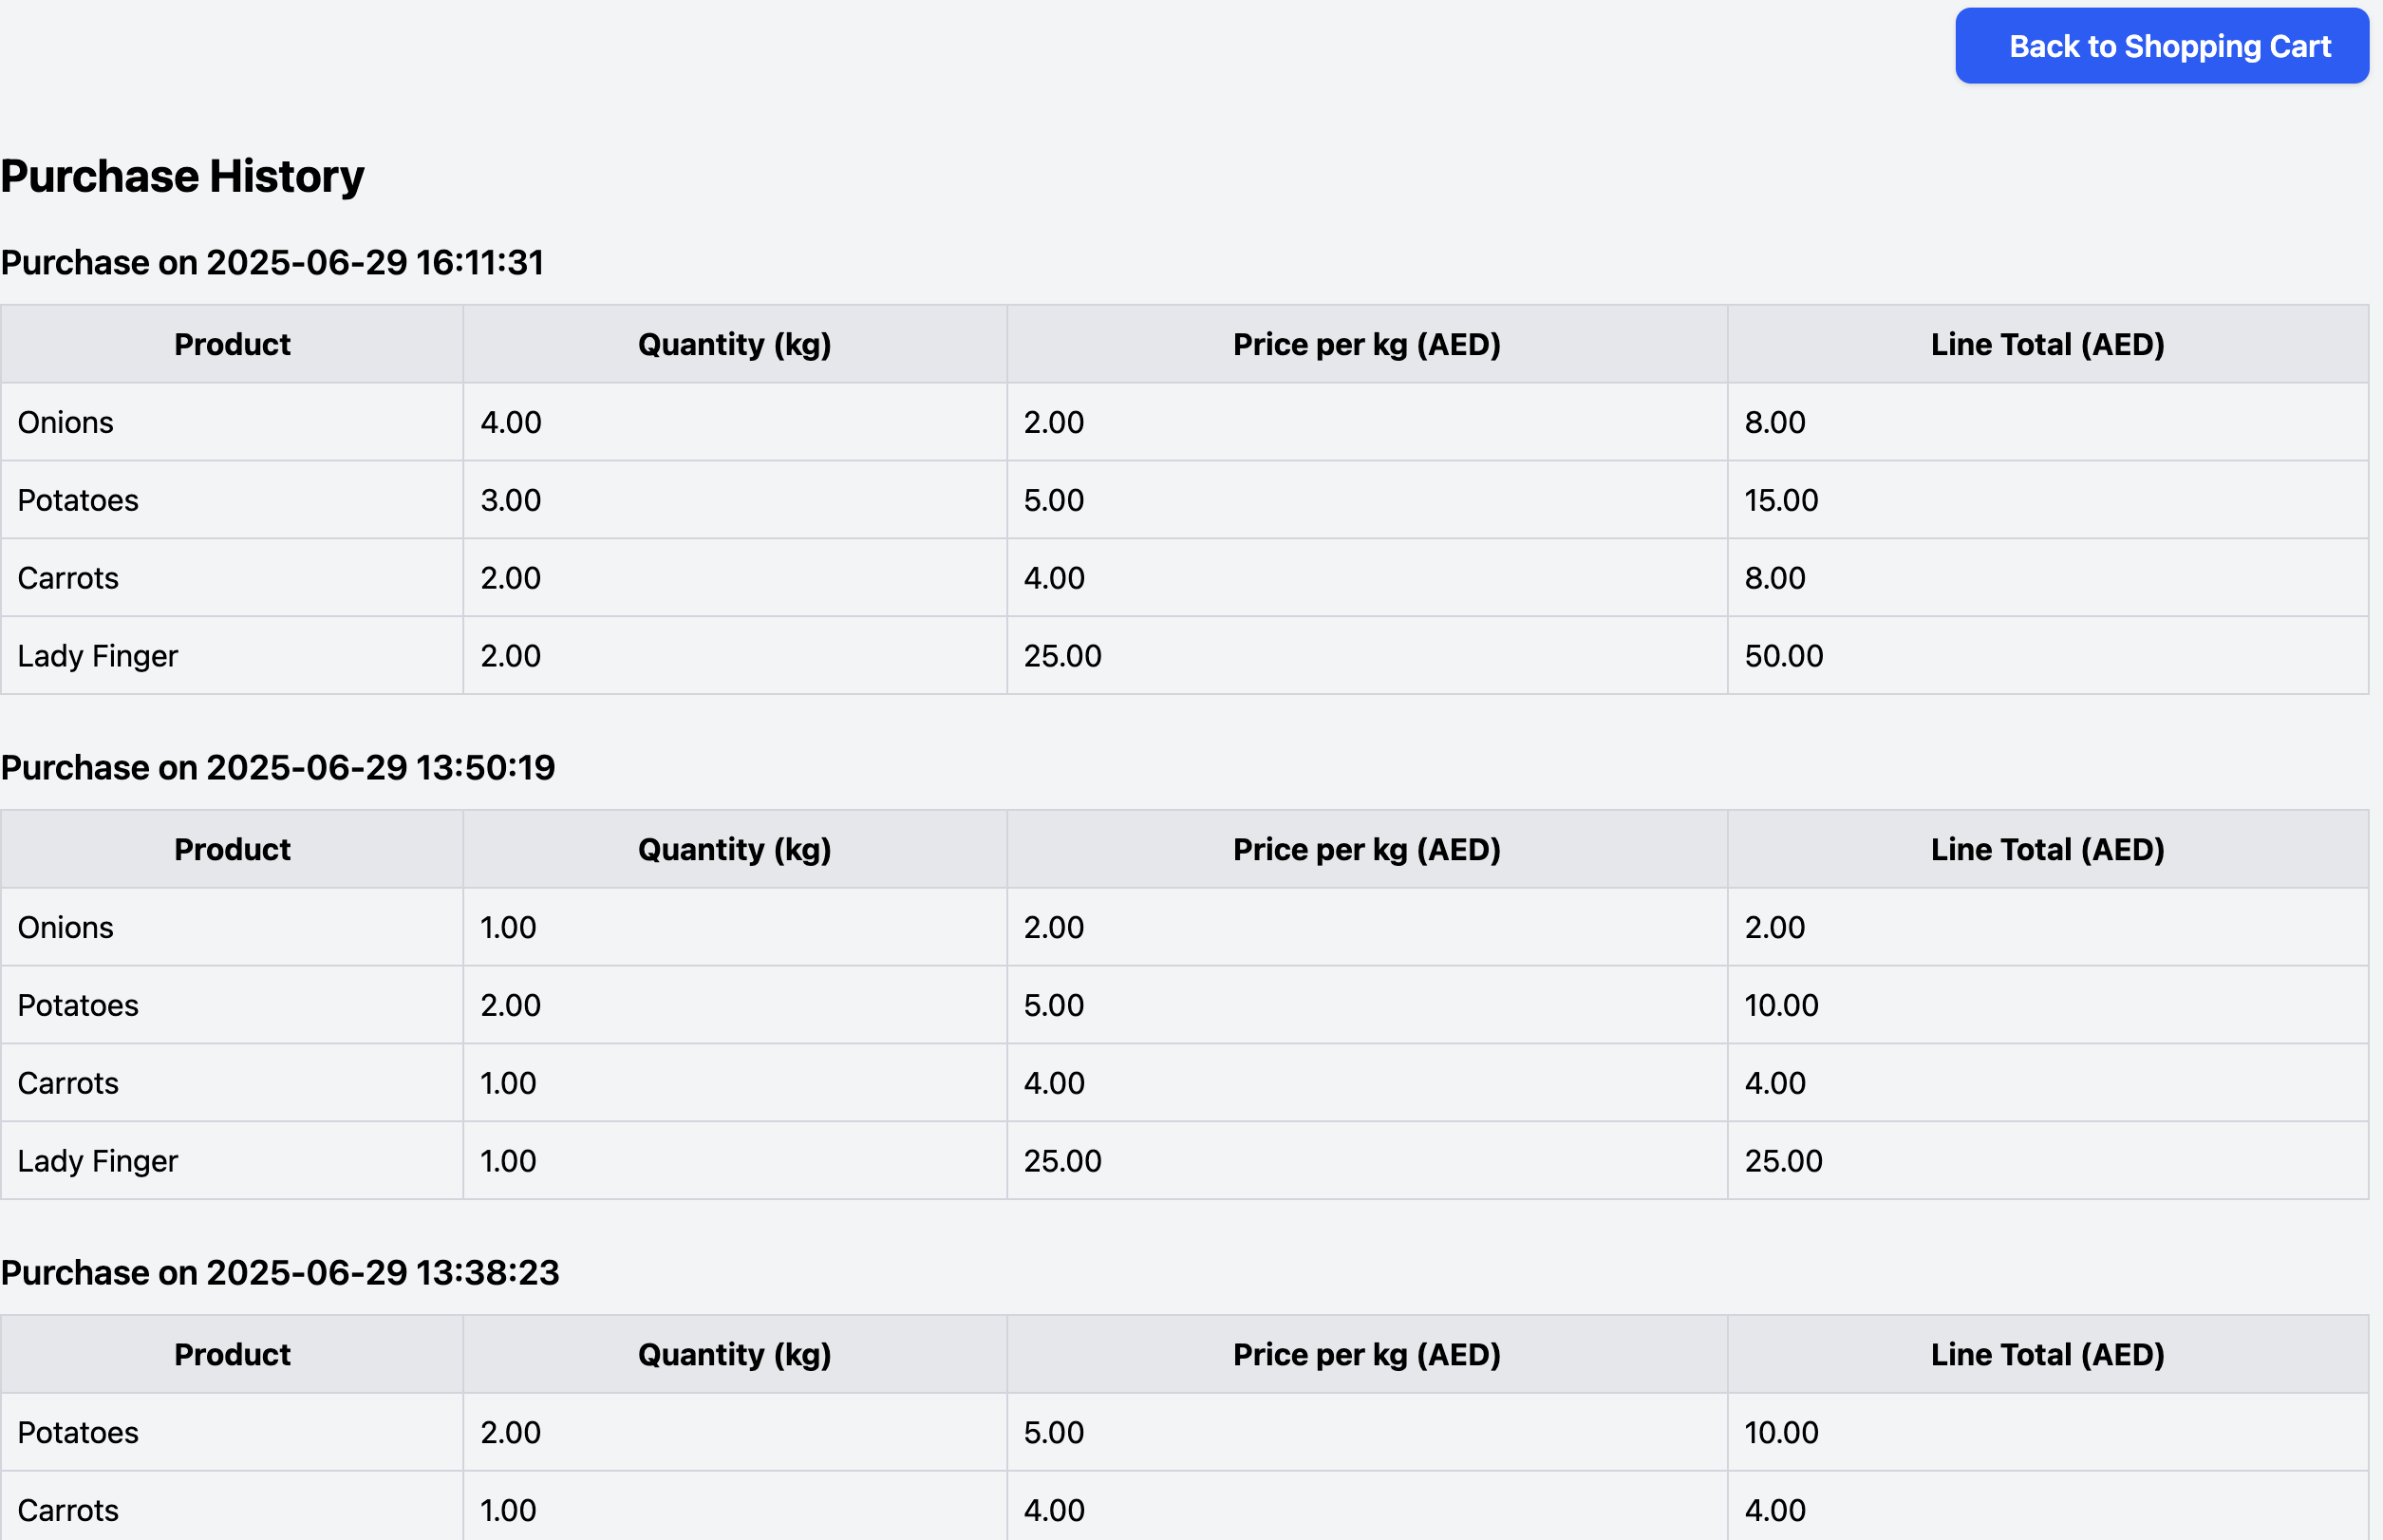 Back to Shopping Cart
Purchase History
Purchase on 2025-06-29 16:11:31
Product Quantity (kg) Price per kg (AED) Line Total (AED)
Onions 4.00 2.00 8.00
Potatoes 3.00 5.00 15.00
Carrots 2.00 4.00 8.00
Lady Finger 2.00 25.00 50.00
Purchase on 2025-06-29 13:50:19
Product Quantity (kg) Price per kg (AED) Line Total (AED)
Onions 1.00 2.00 2.00
Potatoes 2.00 5.00 10.00
Carrots 1.00 4.00 4.00
Lady Finger 1.00 25.00 25.00
Purchase on 2025-06-29 13:38:23
Product Quantity (kg) Price per kg (AED) Line Total (AED)
Potatoes 2.00 5.00 10.00
Carrots 1.00 4.00 4.00